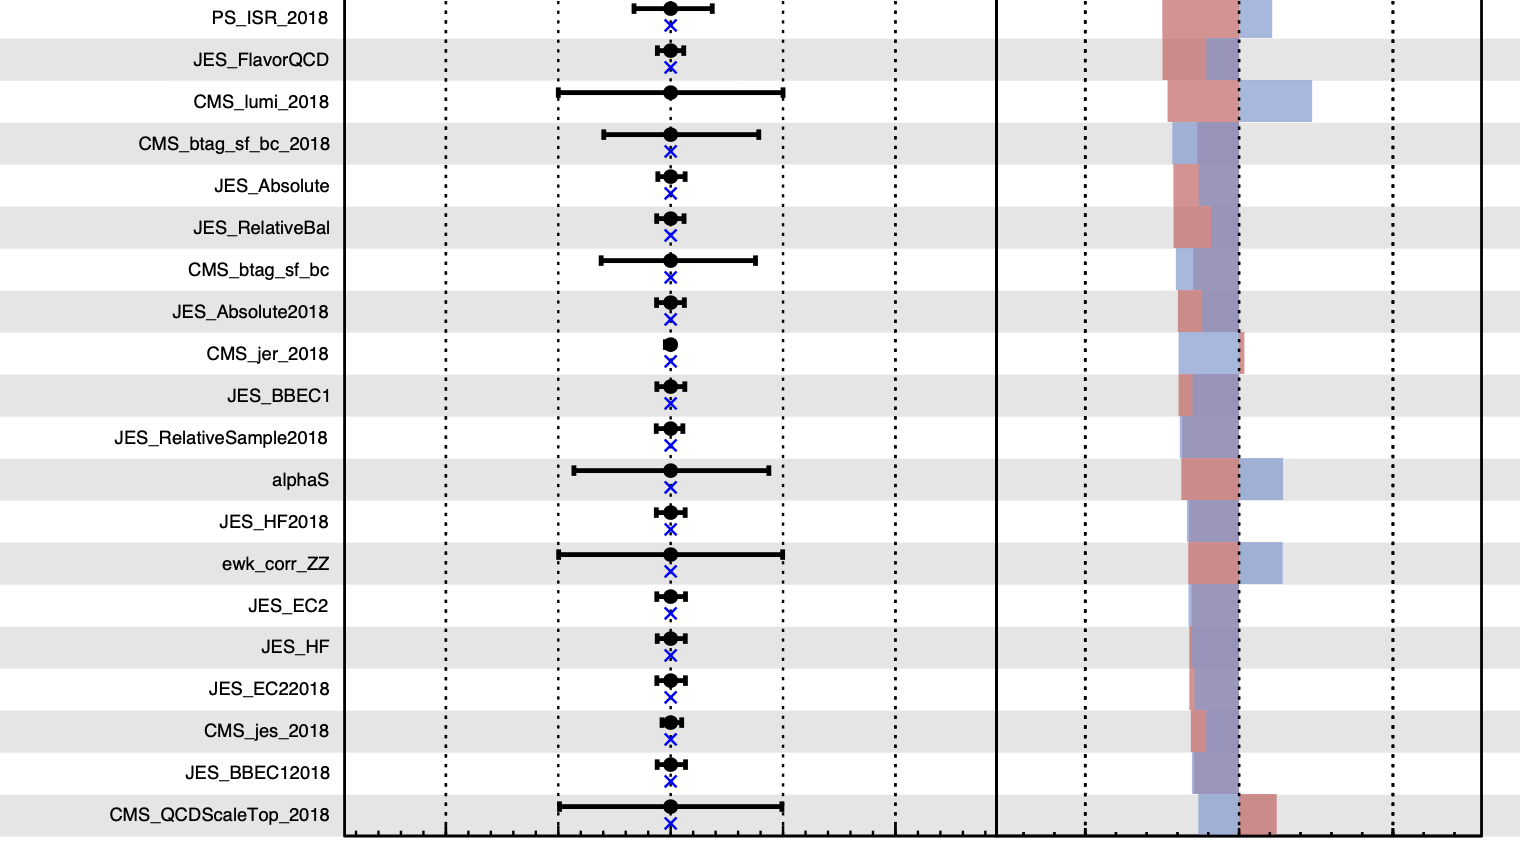 PS_ISR_2018
JES_FlavorQCD
CMS_lumi_2018
CMS_btag_sf_bc_2018
JES_Absolute
JES_RelativeBal
CMS_btag_sf_bc
JES_Absolute2018
CMS_jer_2018
JES_BBEC1
JES_RelativeSample2018
alphaS
JES_HF2018
ewk_corr_ZZ
JES_EC2
JES_HF
JES_EC22018
CMS_jes_2018
JES_BBEC12018
CMS_QCDScaleTop_2018